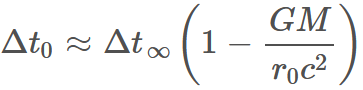 Δt₀ ≈ Δt∞ (1 − GM / r₀c²)